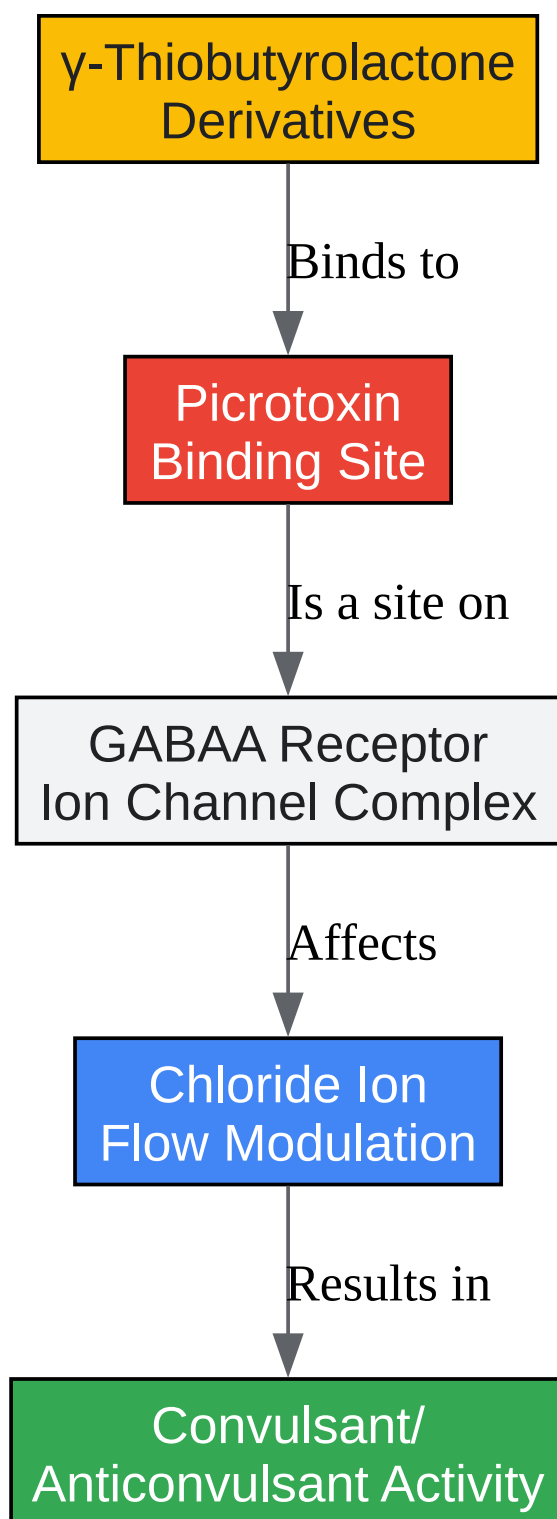 γ-Thiobutyrolactone
Derivatives
Binds to
Picrotoxin
Binding Site
Is a site on
GABAA Receptor
Ion Channel Complex
Affects
Chloride Ion
Flow Modulation
Results in
Convulsant/
Anticonvulsant Activity